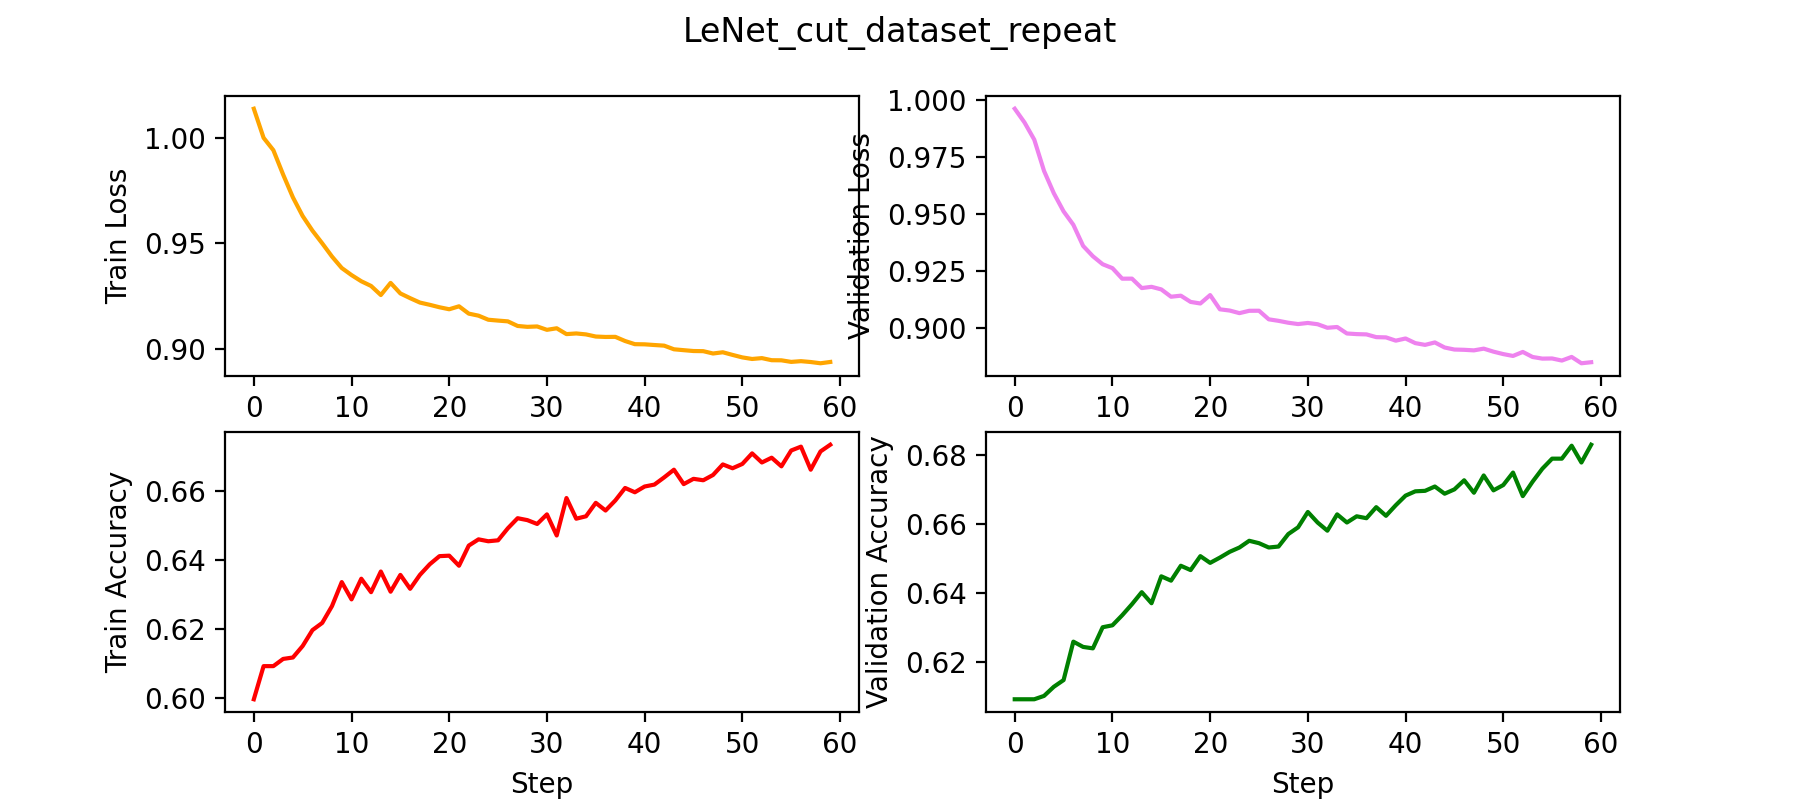 LeNet_cut_dataset_repeat
Train Loss
1.00
0.95
0.90
0 10 20 30 40 50 60
Validation Loss
1.000
0.975
0.950
0.925
0.900
0 10 20 30 40 50 60
Train Accuracy
0.66
0.64
0.62
0.60
0 10 20 30 40 50 60
Step
Validation Accuracy
0.68
0.66
0.64
0.62
0 10 20 30 40 50 60
Step